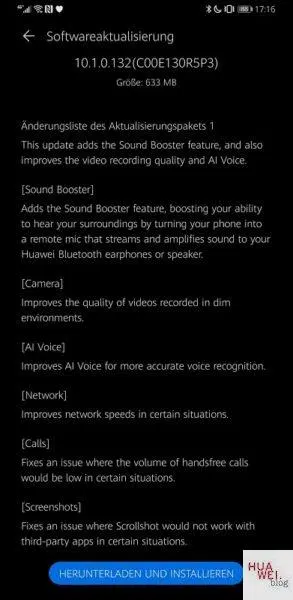 17:16
Softwareaktualisierung
10.1.0.132(C00E130R5P3)
Größe: 633 MB
Änderungsliste des Aktualisierungspakets 1
This update adds the Sound Booster feature, and also
improves the video recording quality and AI Voice.
[Sound Booster]
Adds the Sound Booster feature, boosting your ability
to hear your surroundings by turning your phone into
a remote mic that streams and amplifies sound to your
Huawei Bluetooth earphones or speaker.
[Camera]
Improves the quality of videos recorded in dim
environments.
[AI Voice]
Improves AI Voice for more accurate voice recognition.
[Network]
Improves network speeds in certain situations.
[Calls]
Fixes an issue where the volume of handsfree calls
would be low in certain situations.
[Screenshots]
Fixes an issue where Scrollshot would not work with
third-party apps in certain situations.
HERUNTERLADEN UND INSTALLIEREN
HUA
WEI.
blog